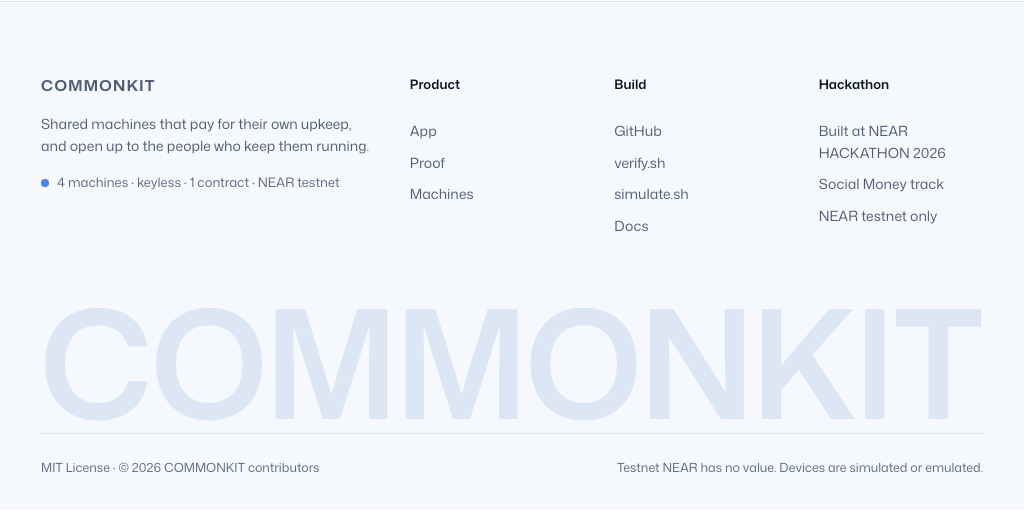 COMMONKIT
Shared machines that pay for their own upkeep,
and open up to the people who keep them running.
4 machines · keyless · 1 contract · NEAR testnet
Product
App
Proof
Machines
Build
GitHub
verify.sh
simulate.sh
Docs
Hackathon
Built at NEAR
HACKATHON 2026
Social Money track
NEAR testnet only
COMMONKIT
MIT License · © 2026 COMMONKIT contributors
Testnet NEAR has no value. Devices are simulated or emulated.